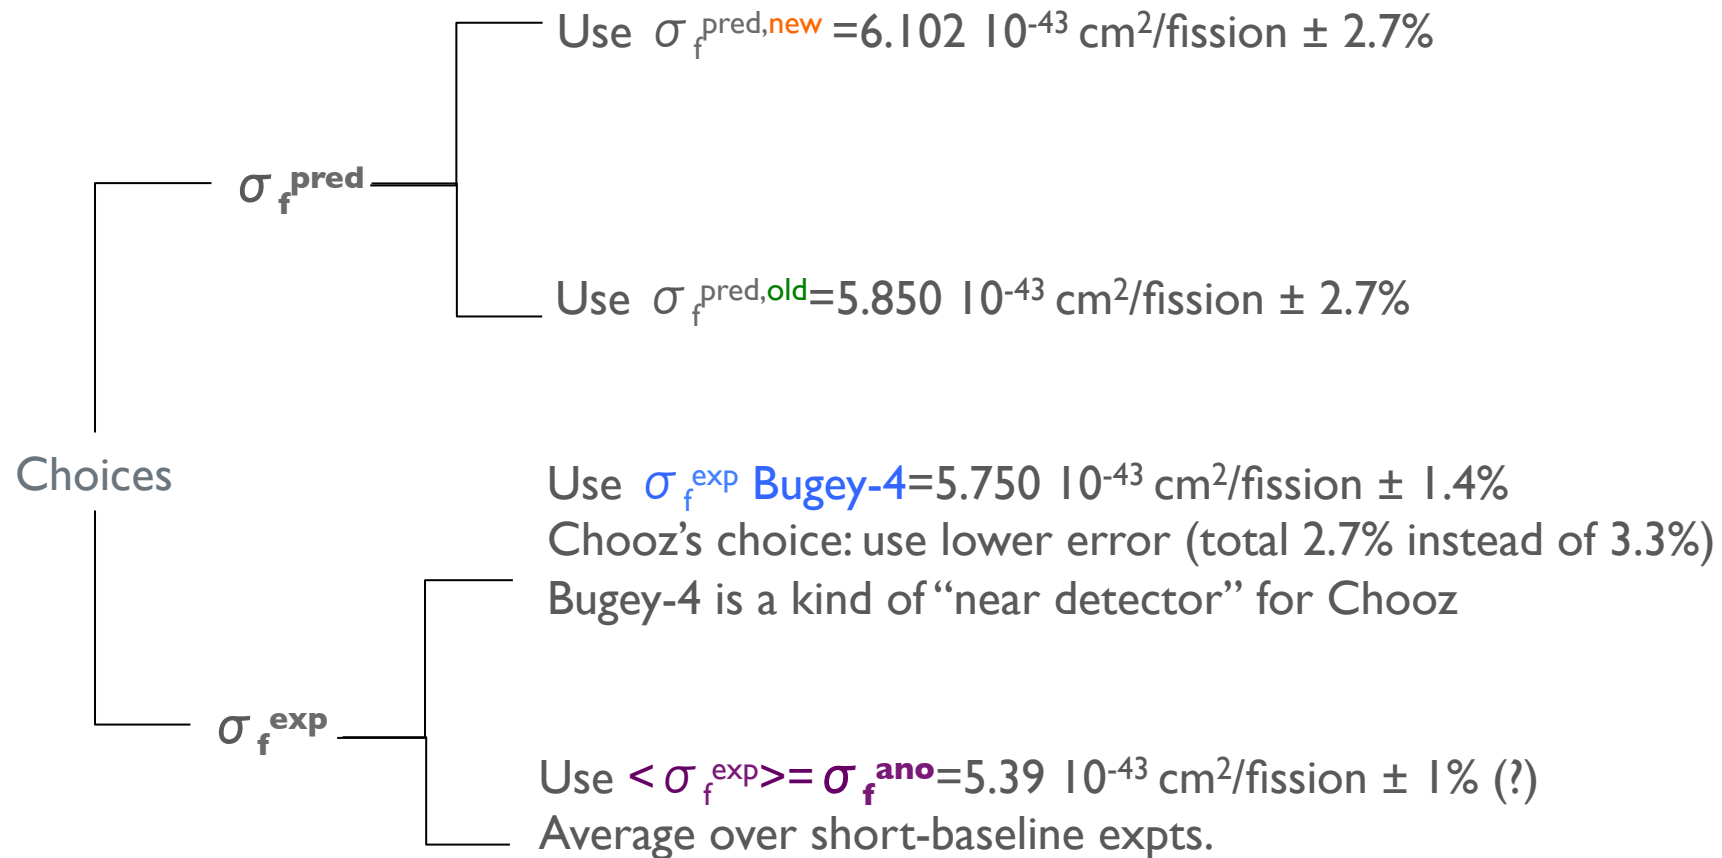 Use σ_f^pred,new =6.102 10⁻⁴³ cm²/fission ± 2.7%
σ_f^pred
Use σ_f^pred,old=5.850 10⁻⁴³ cm²/fission ± 2.7%
Choices
Use σ_f^exp Bugey-4=5.750 10⁻⁴³ cm²/fission ± 1.4%
Chooz’s choice: use lower error (total 2.7% instead of 3.3%)
Bugey-4 is a kind of “near detector” for Chooz
σ_f^exp
Use <σ_f^exp>= σ_f^ano=5.39 10⁻⁴³ cm²/fission ± 1% (?)
Average over short-baseline expts.